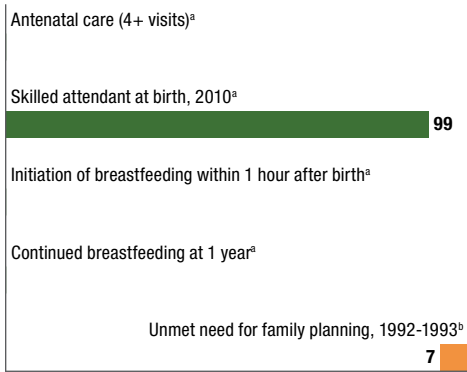 Antenatal care (4+ visits)ᵃ
Skilled attendant at birth, 2010ᵃ
99
Initiation of breastfeeding within 1 hour after birthᵃ
Continued breastfeeding at 1 yearᵃ
Unmet need for family planning, 1992-1993ᵇ
7